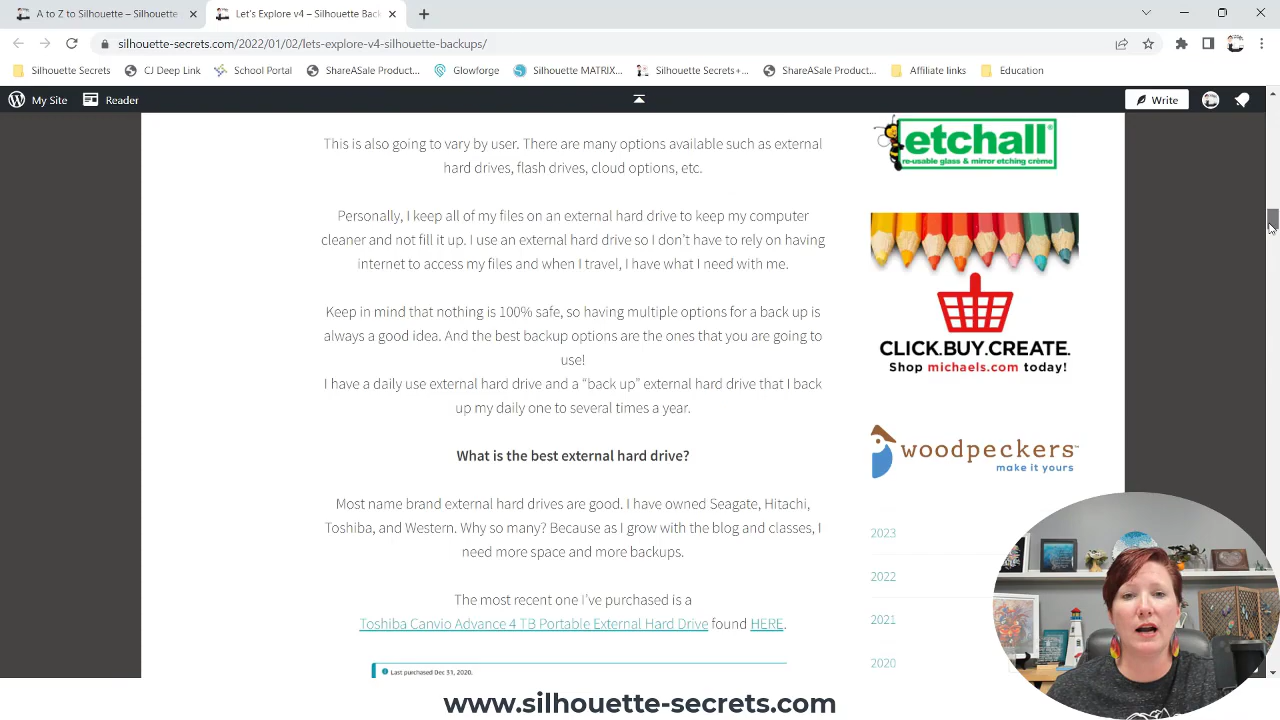 A to Z Silhouette – Silhouette
Let's Explore v4 – Silhouette Bac
silhouette-secrets.com/2022/01/02/lets-explore-v4-silhouette-backups/
Silhouette Secrets
CJ Deep Link
School Portal
ShareASale Product...
Glowforge
Silhouette MATRIX...
Silhouette Secrets+...
ShareASale Product...
Affiliate links
Education
My Site
Reader
Write
This is also going to vary by user. There are many options available such as external
hard drives, flash drives, cloud options, etc.
Personally, I keep all of my files on an external hard drive to keep my computer
cleaner and not fill it up. I use an external hard drive so I don't have to rely on having
internet to access my files and when I travel, I have what I need with me.
Keep in mind that nothing is 100% safe, so having multiple options for a back up is
always a good idea. And the best backup options are the ones that you are going to
use!
I have a daily use external hard drive and a “back up” external hard drive that I back
up my daily one to several times a year.
What is the best external hard drive?
Most name brand external hard drives are good. I have owned Seagate, Hitachi,
Toshiba, and Western. Why so many? Because as I grow with the blog and classes, I
need more space and more backups.
The most recent one I've purchased is a
Toshiba Canvio Advance 4 TB Portable External Hard Drive found HERE.
Last purchased Dec 31, 2020.
etchall®
re-usable glass & mirror etching crème
CLICK.BUY.CREATE.
Shop michaels.com today!
woodpeckers™
make it yours
2023
2022
2021
2020
www.silhouette-secrets.com